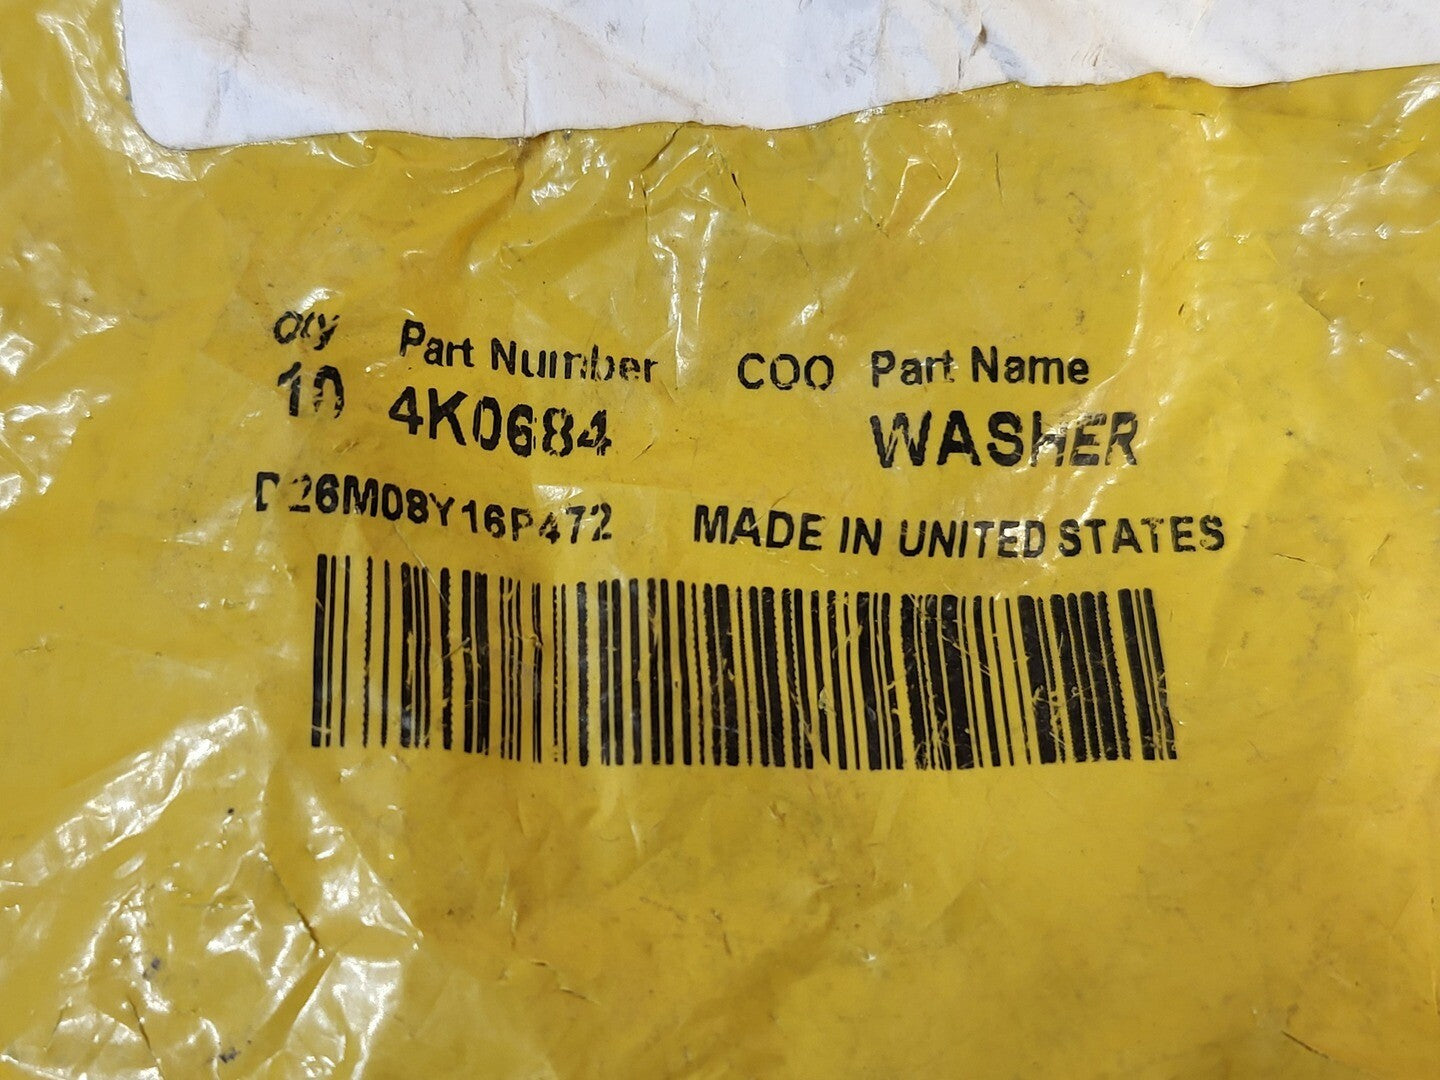 Qty Part Number COO Part Name
10 4K0684 WASHER
D26M08Y16P472 MADE IN UNITED STATES